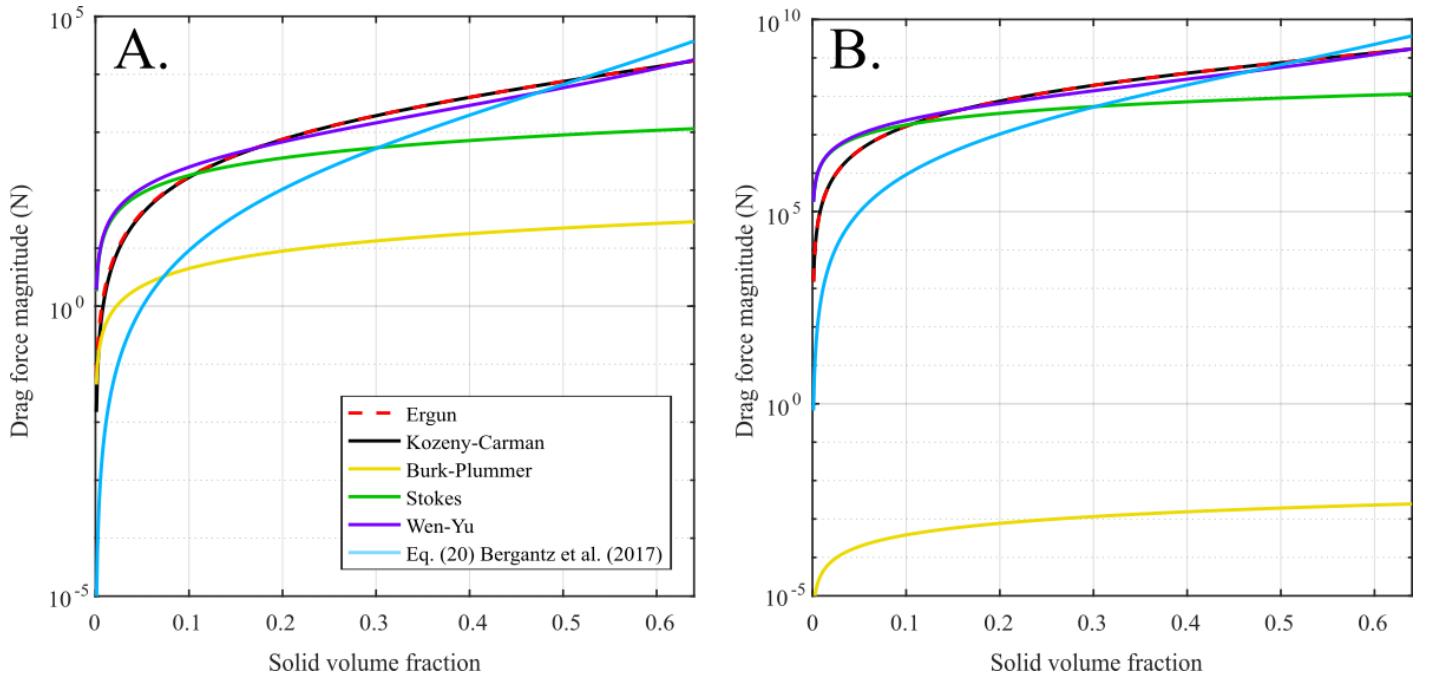 A.
Drag force magnitude (N)
10^5
10^0
10^-5
0 0.1 0.2 0.3 0.4 0.5 0.6
Solid volume fraction
Ergun
Kozeny-Carman
Burk-Plummer
Stokes
Wen-Yu
Eq. (20) Bergantz et al. (2017)
B.
Drag force magnitude (N)
10^10
10^5
10^0
10^-5
0 0.1 0.2 0.3 0.4 0.5 0.6
Solid volume fraction